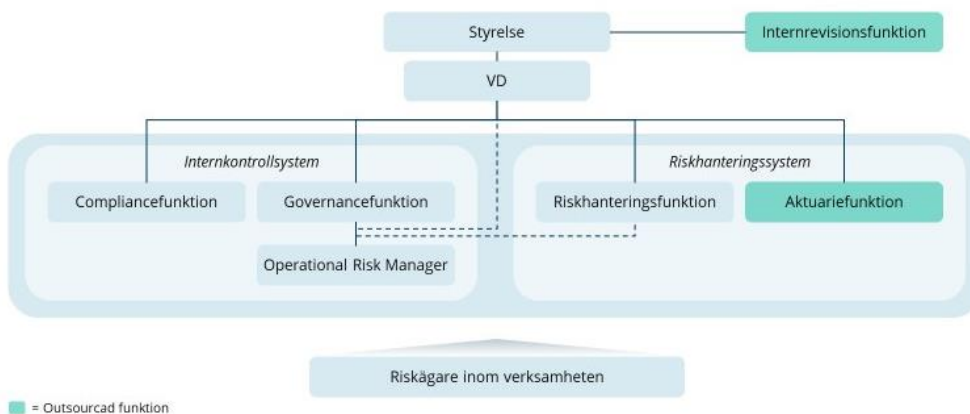 Styrelse
Internrevisionsfunktion
VD
Internkontrollsystem
Riskhanteringssystem
Compliancefunktion
Governancefunktion
Riskhanteringsfunktion
Aktuariefunktion
Operational Risk Manager
Riskägare inom verksamheten
= Outsourcad funktion